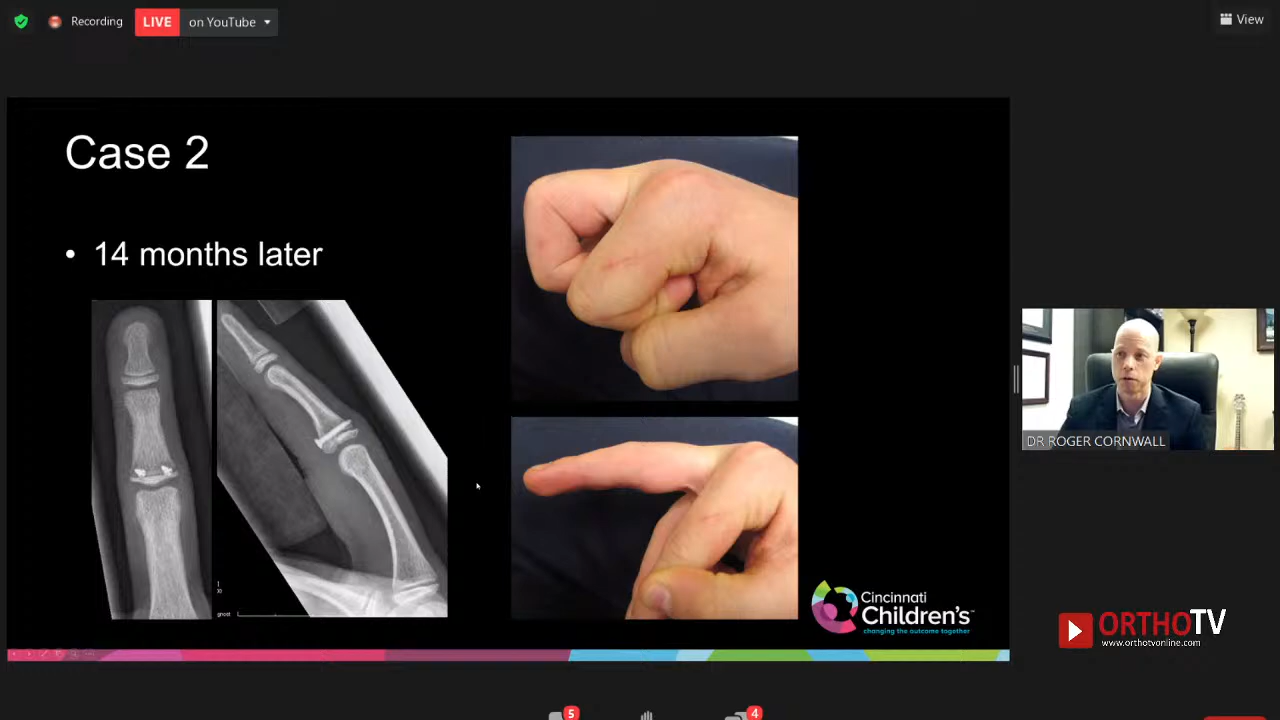 Recording
LIVE
on YouTube
View
Case 2
• 14 months later
DR ROGER CORNWALL
Cincinnati
Children's
changing the outcome together
ORTHOTV
www.orthotvonline.com
5
4